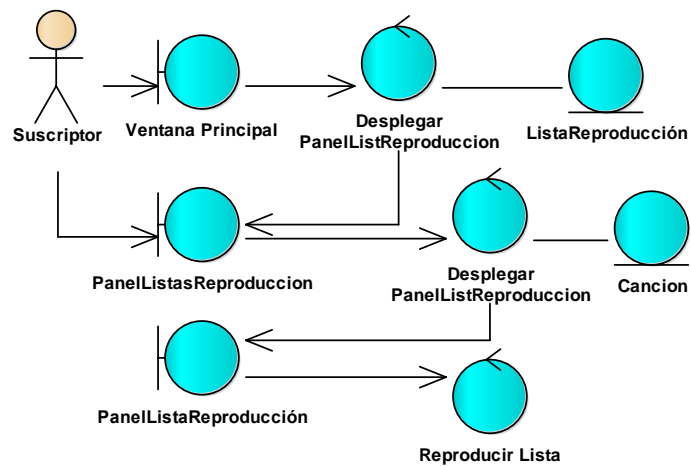 Suscriptor
Ventana Principal
Desplegar
PanelListReproduccion
ListaReproducción
PanelListasReproduccion
Desplegar
PanelListReproduccion
Cancion
PanelListaReproducción
Reproducir Lista